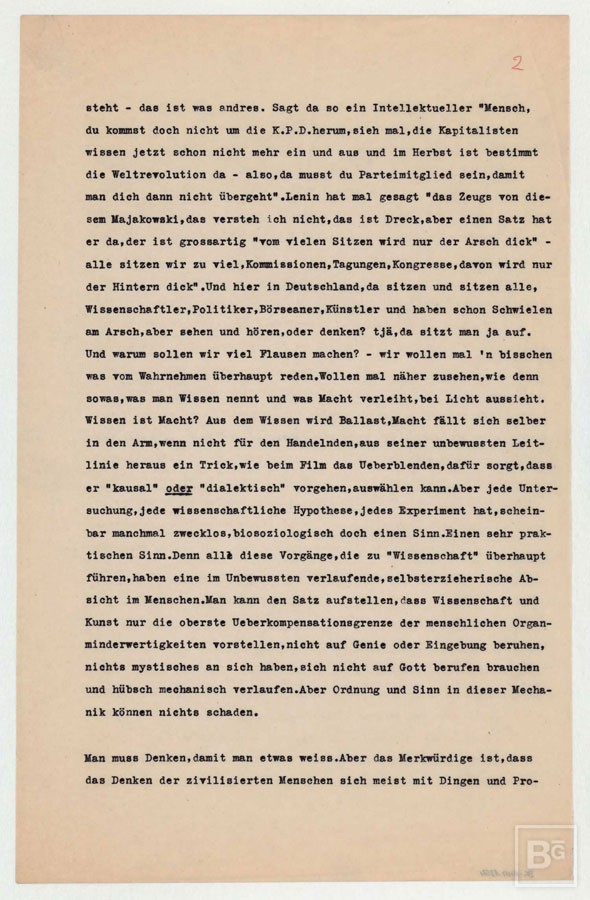 2
steht - das ist was andres. Sagt da so ein Intellektueller "Mensch,
du kommst doch nicht um die K.P.D.herum,sieh mal,die Kapitalisten
wissen jetzt schon nicht mehr ein und aus und im Herbst ist bestimmt
die Weltrevolution da - also,da musst du Parteimitglied sein,damit
man dich dann nicht übergeht".Lenin hat mal gesagt "das Zeugs von die-
sem Majakowski,das versteh ich nicht,das ist Dreck,aber einen Satz hat
er da,der ist grossartig "vom vielen Sitzen wird nur der Arsch dick" -
alle sitzen wir zu viel,Kommissionen,Tagungen,Kongresse,davon wird nur
der Hintern dick".Und hier in Deutschland,da sitzen und sitzen alle,
Wissenschaftler,Politiker,Börseaner,Künstler und haben schon Schwielen
am Arsch,aber sehen und hören,oder denken? tjä,da sitzt man ja auf.
Und warum sollen wir viel Flausen machen? - wir wollen mal 'n bisschen
was vom Wahrnehmen überhaupt reden.Wollen mal näher zusehen,wie denn
sowas,was man Wissen nennt und was Macht verleiht,bei Licht aussieht.
Wissen ist Macht? Aus dem Wissen wird Ballast,Macht fällt sich selber
in den Arm,wenn nicht für den Handelnden,aus seiner unbewussten Leit-
linie heraus ein Trick,wie beim Film das Ueberblenden,dafür sorgt,dass
er "kausal" oder "dialektisch" vorgehen,auswählen kann.Aber jede Unter-
suchung,jede wissenschaftliche Hypothese,jedes Experiment hat,schein-
bar manchmal zwecklos,biosoziologisch doch einen Sinn.Einen sehr prak-
tischen Sinn.Denn alle diese Vorgänge,die zu "Wissenschaft" überhaupt
führen,haben eine im Unbewussten verlaufende,selbsterzieherische Ab-
sicht im Menschen.Man kann den Satz aufstellen,dass Wissenschaft und
Kunst nur die oberste Ueberkompensationsgrenze der menschlichen Organ-
minderwertigkeiten vorstellen,nicht auf Genie oder Eingebung beruhen,
nichts mystisches an sich haben,sich nicht auf Gott berufen brauchen
und hübsch mechanisch verlaufen.Aber Ordnung und Sinn in dieser Mecha-
nik können nichts schaden.
Man muss Denken,damit man etwas weiss.Aber das Merkwürdige ist,dass
das Denken der zivilisierten Menschen sich meist mit Dingen und Pro-
BG